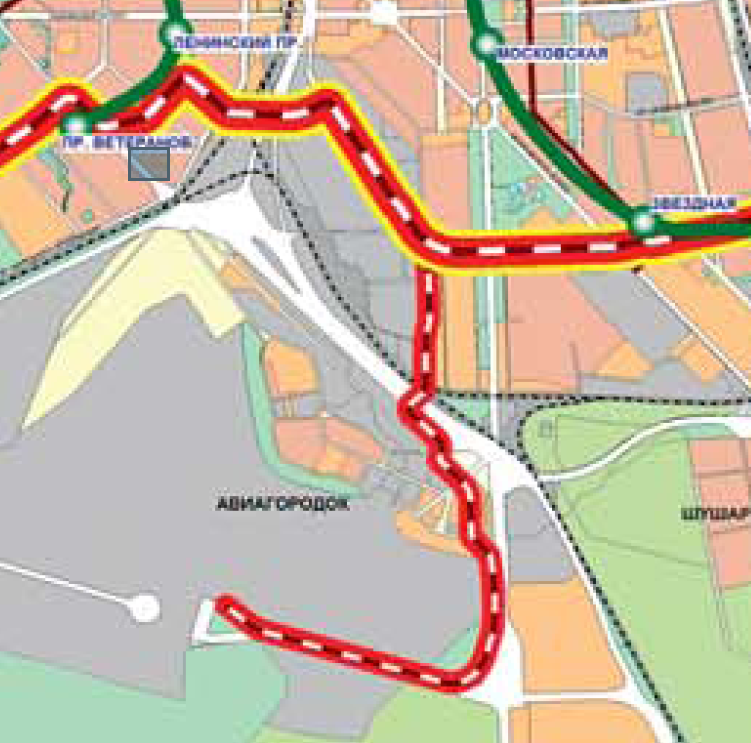 ЛЕНИНСКИЙ ПР.
МОСКОВСКАЯ
ПР. ВЕТЕРАНОВ
ЗВЕЗДНАЯ
АВИАГОРОДОК
ШУШАР